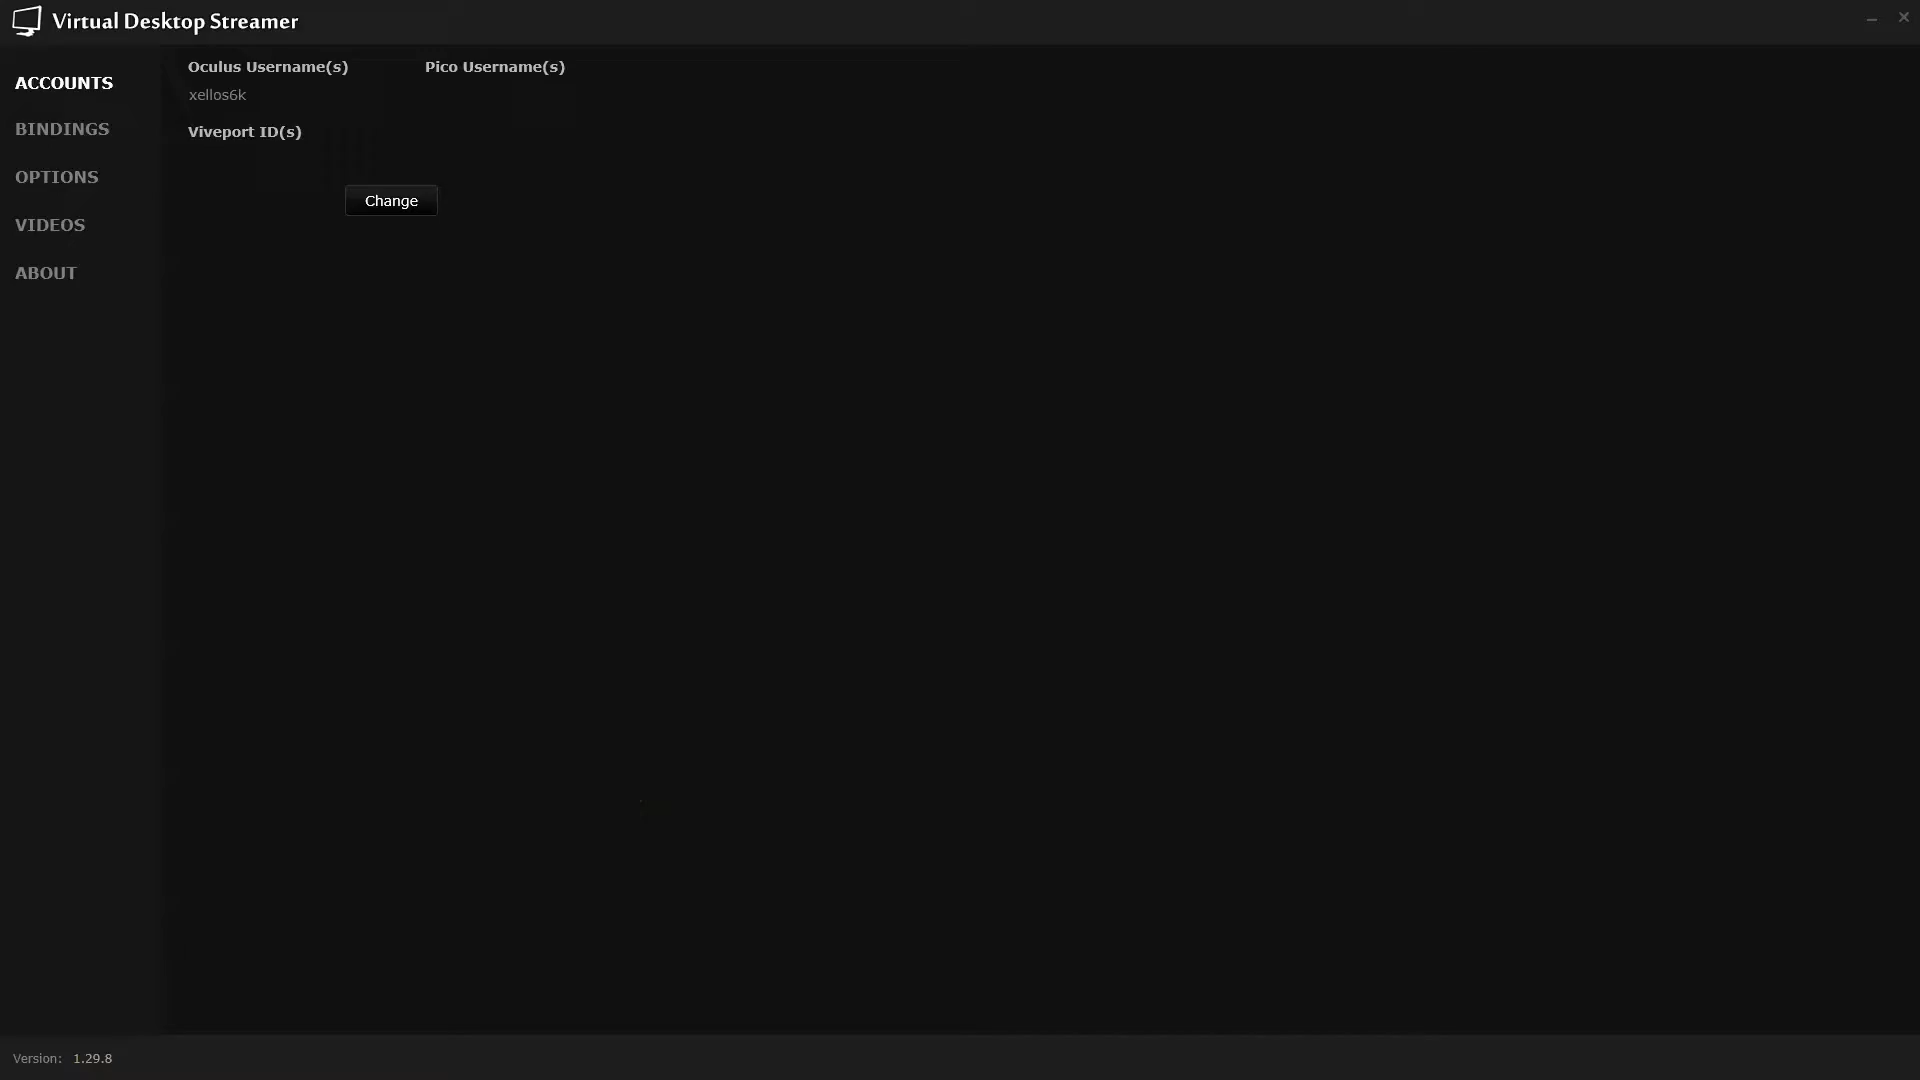 Virtual Desktop Streamer
ACCOUNTS
BINDINGS
OPTIONS
VIDEOS
ABOUT
Oculus Username(s)
xellos6k
Pico Username(s)
Viveport ID(s)
Change
Version: 1.29.8